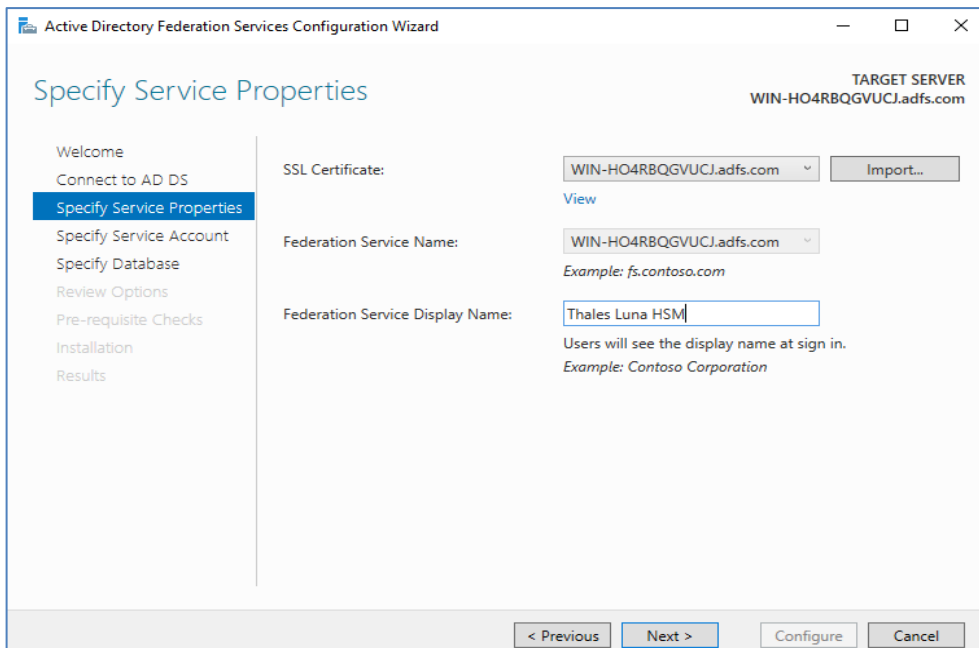 Active Directory Federation Services Configuration Wizard
Specify Service Properties
TARGET SERVER
WIN-HO4RBQGVUCJ.adfs.com
Welcome
Connect to AD DS
Specify Service Properties
Specify Service Account
Specify Database
Review Options
Pre-requisite Checks
Installation
Results
SSL Certificate:
WIN-HO4RBQGVUCJ.adfs.com
Import...
View
Federation Service Name:
WIN-HO4RBQGVUCJ.adfs.com
Example: fs.contoso.com
Federation Service Display Name:
Thales Luna HSM
Users will see the display name at sign in.
Example: Contoso Corporation
< Previous
Next >
Configure
Cancel